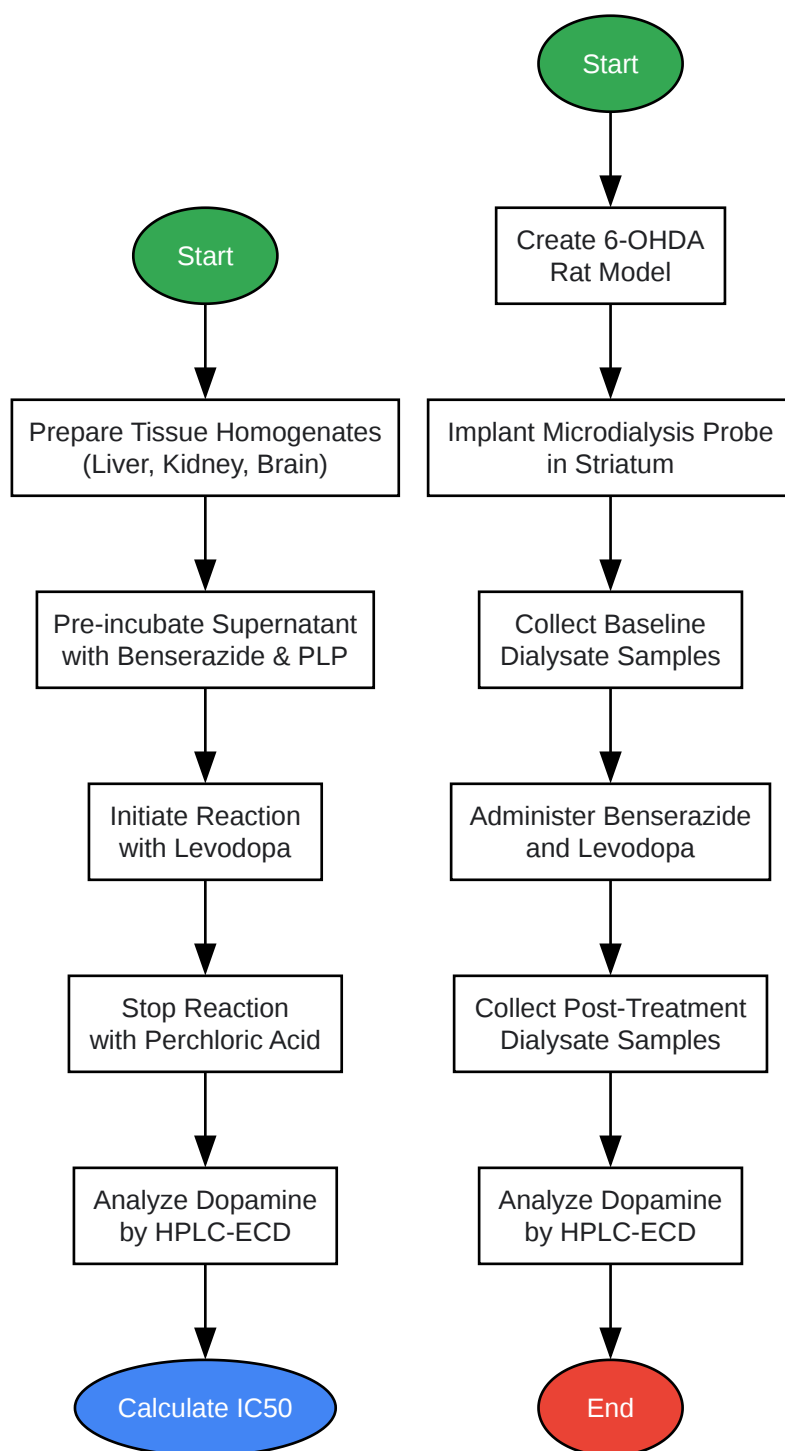 Start
Prepare Tissue Homogenates
(Liver, Kidney, Brain)
Pre-incubate Supernatant
with Benserazide & PLP
Initiate Reaction
with Levodopa
Stop Reaction
with Perchloric Acid
Analyze Dopamine
by HPLC-ECD
Calculate IC50
Start
Create 6-OHDA
Rat Model
Implant Microdialysis Probe
in Striatum
Collect Baseline
Dialysate Samples
Administer Benserazide
and Levodopa
Collect Post-Treatment
Dialysate Samples
Analyze Dopamine
by HPLC-ECD
End